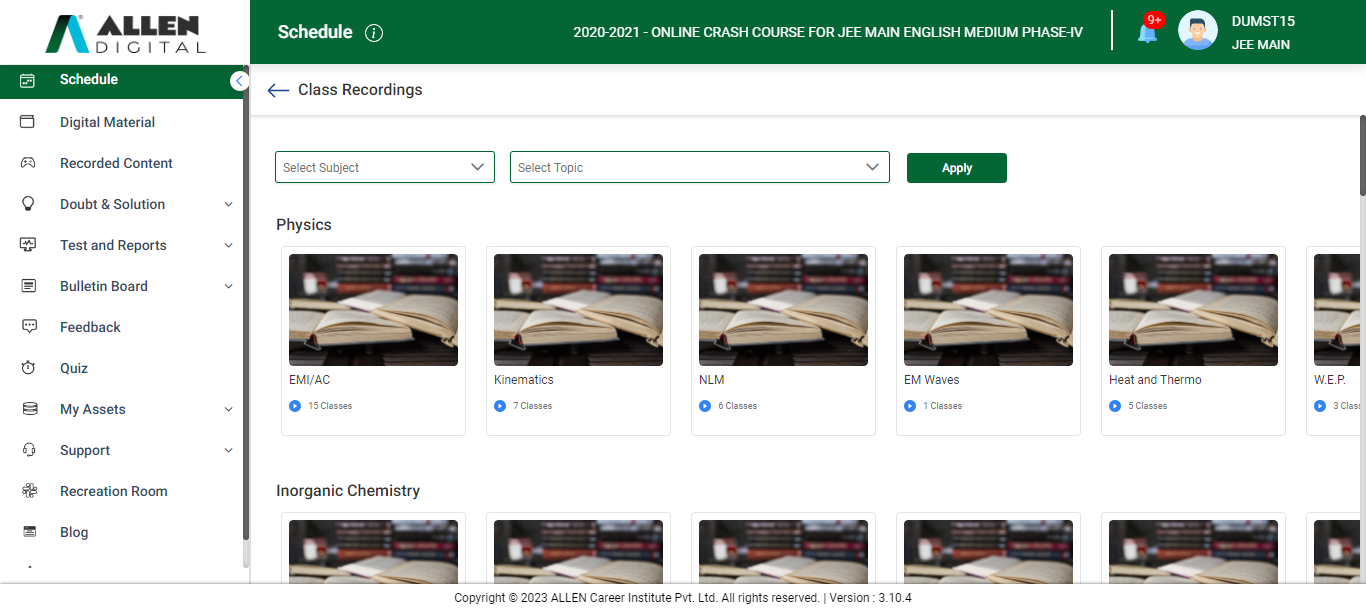 ALLEN
DIGITAL
Schedule
2020-2021 - ONLINE CRASH COURSE FOR JEE MAIN ENGLISH MEDIUM PHASE-IV
9+
DUMST15
JEE MAIN
Schedule
Digital Material
Recorded Content
Doubt & Solution
Test and Reports
Bulletin Board
Feedback
Quiz
My Assets
Support
Recreation Room
Blog
Class Recordings
Select Subject
Select Topic
Apply
Physics
EMI/AC
15 Classes
Kinematics
7 Classes
NLM
6 Classes
EM Waves
1 Classes
Heat and Thermo
5 Classes
W.E.P.
3 Clas
Inorganic Chemistry
Copyright © 2023 ALLEN Career Institute Pvt. Ltd. All rights reserved. | Version : 3.10.4